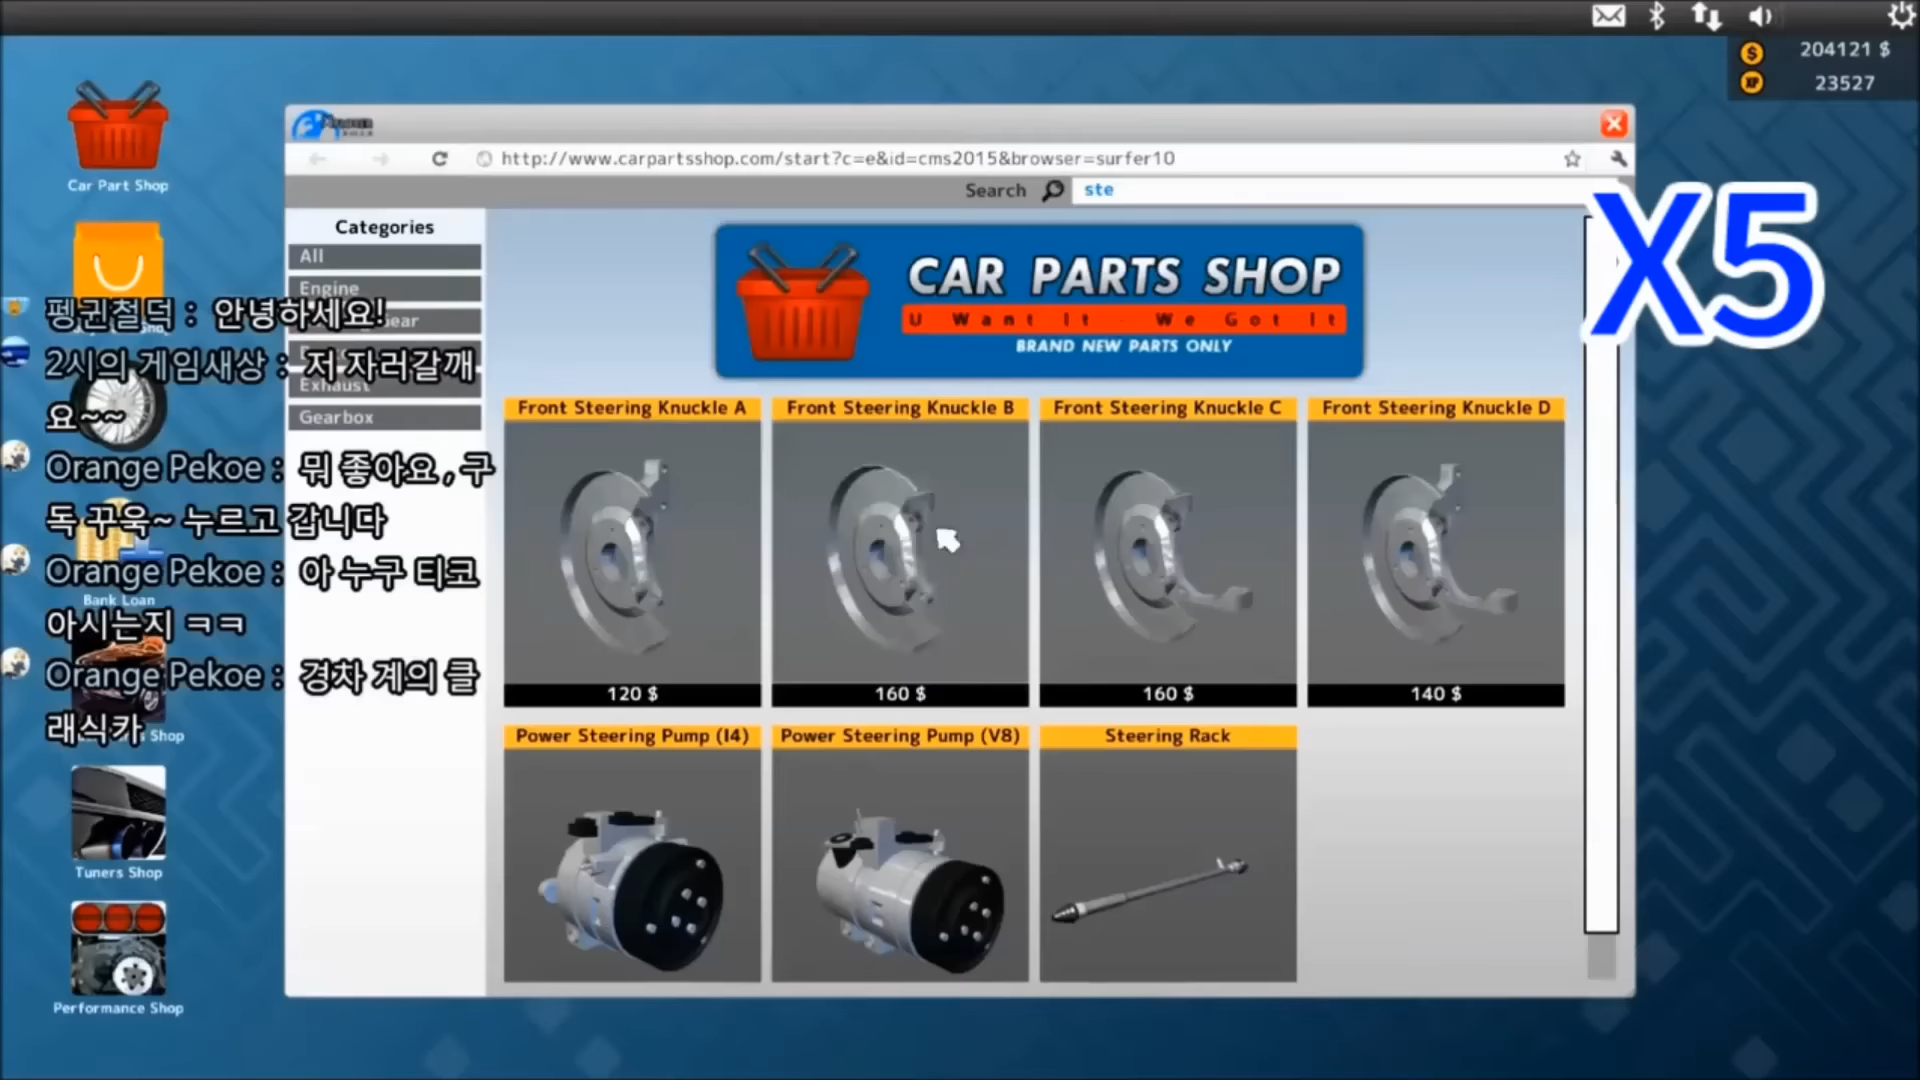 204121 $
23527
Car Part Shop
http://www.carpartsshop.com/start?c=e&id=cms2015&browser=surfer10
Search
ste
X5
Categories
All
Engine
Exhaust
Gearbox
CAR PARTS SHOP
U Want It We Got It
BRAND NEW PARTS ONLY
펭귄철덕 : 안녕하세요!
2시의 게임새상 : 저 자러갈깨
요~~
Orange Pekoe : 뭐 좋아요 , 구
독 꾸욱~ 누르고 갑니다
Orange Pekoe : 아 누구 티코
아시는지 ㅋㅋ
Orange Pekoe : 경차 계의 클
래식카
Bank Loan
Shop
Tuners Shop
Performance Shop
Front Steering Knuckle A
120 $
Front Steering Knuckle B
160 $
Front Steering Knuckle C
160 $
Front Steering Knuckle D
140 $
Power Steering Pump (I4)
Power Steering Pump (V8)
Steering Rack